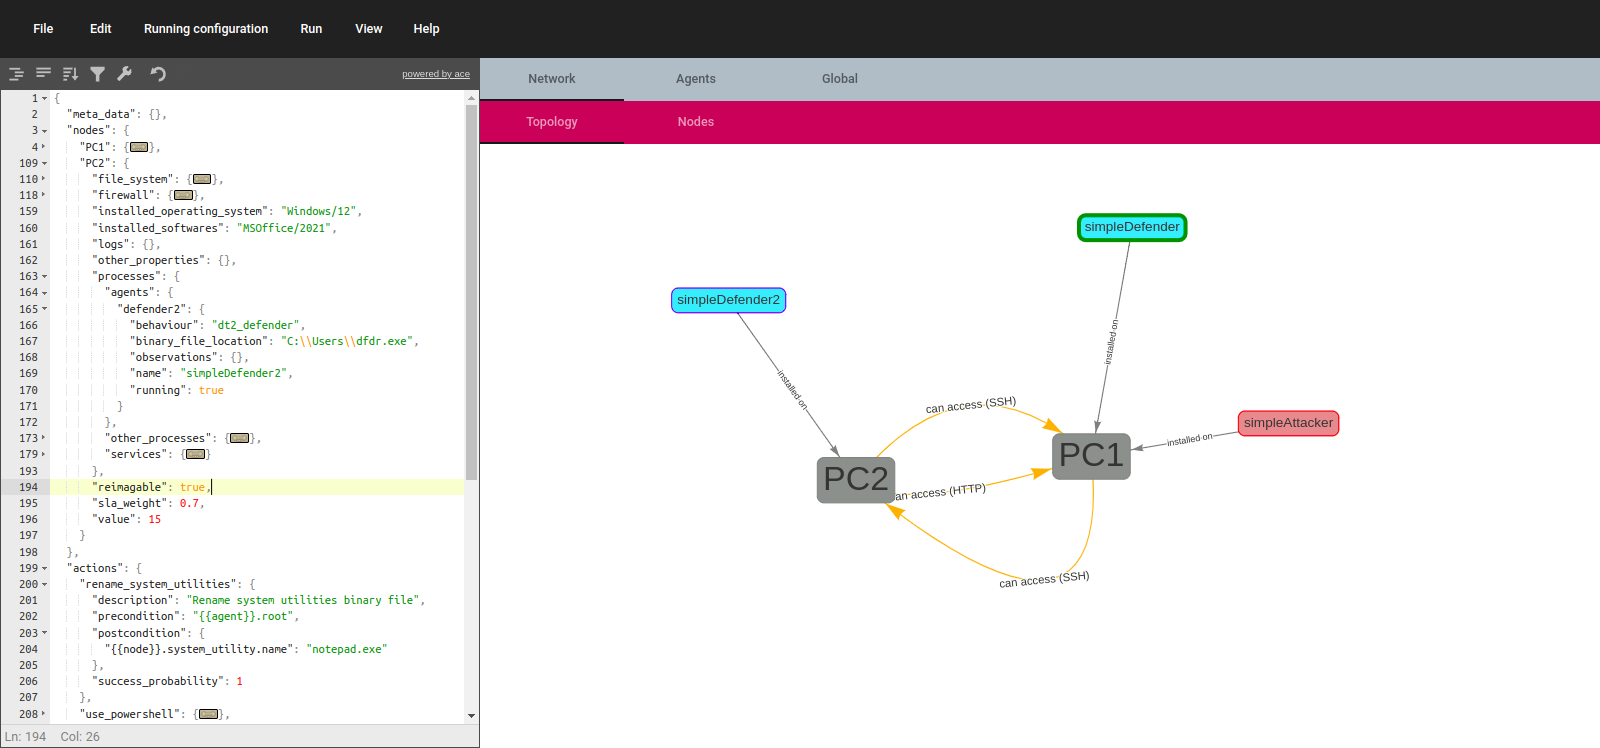 File Edit Running configuration Run View Help
powered by ace
1 {
2 "meta_data": {},
3 "nodes": {
4 "PC1": {...},
109 "PC2": {
110 "file_system": {...},
118 "firewall": {...},
159 "installed_operating_system": "Windows/12",
160 "installed_softwares": "MSOffice/2021",
161 "logs": {},
162 "other_properties": {},
163 "processes": {
164 "agents": {
165 "defender2": {
166 "behaviour": "dt2_defender",
167 "binary_file_location": "C:\\Users\\dfdr.exe",
168 "observations": {},
169 "name": "simpleDefender2",
170 "running": true
171 }
172 },
173 "other_processes": {...},
179 "services": {...}
193 },
194 "reimagable": true,
195 "sla_weight": 0.7,
196 "value": 15
197 }
198 },
199 "actions": {
200 "rename_system_utilities": {
201 "description": "Rename system utilities binary file",
202 "precondition": "{{agent}}.root",
203 "postcondition": {
204 "{{node}}.system_utility.name": "notepad.exe"
205 },
206 "success_probability": 1
207 },
208 "use_powershell": {...},
Ln: 194 Col: 26
Network Agents Global
Topology Nodes
simpleDefender
simpleDefender2
installed on
installed on
can access (SSH)
simpleAttacker
installed on
PC1
PC2
an access (HTTP)
can access (SSH)